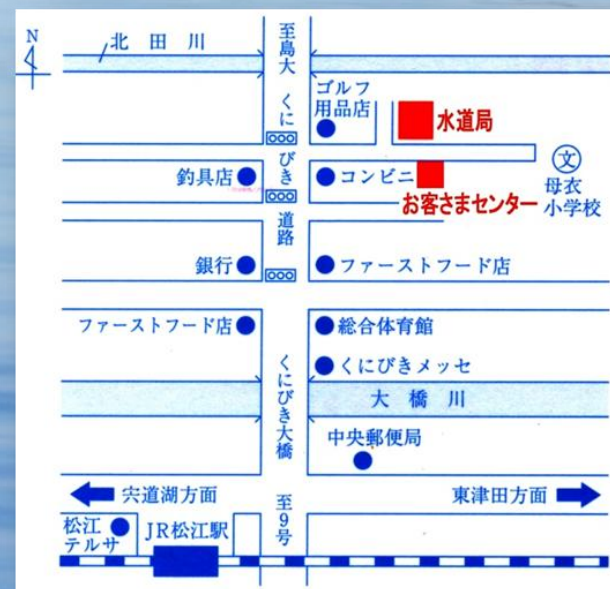 N
北田川
至島大
くにびき道路
ゴルフ
用品店
水道局
釣具店
コンビニ
文
母衣
小学校
お客さまセンター
銀行
ファーストフード店
ファーストフード店
総合体育館
くにびきメッセ
くにびき大橋
大橋川
中央郵便局
宍道湖方面
東津田方面
至9号
松江
テルサ
JR松江駅